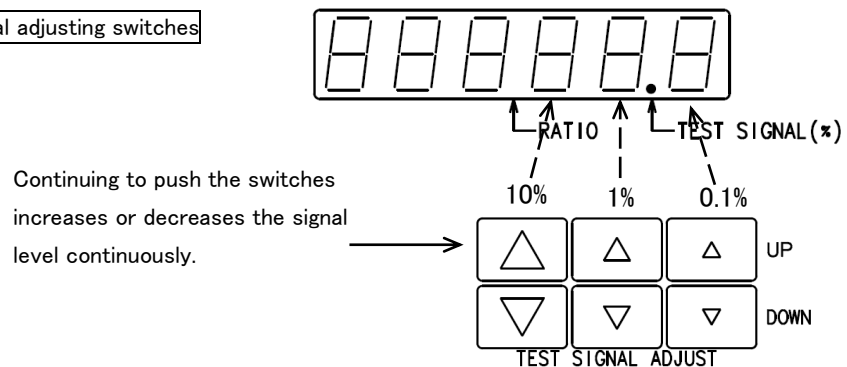 adjusting switches
RATIO
TEST SIGNAL(%)
10%
1%
0.1%
Continuing to push the switches
increases or decreases the signal
level continuously.
UP
DOWN
TEST SIGNAL ADJUST